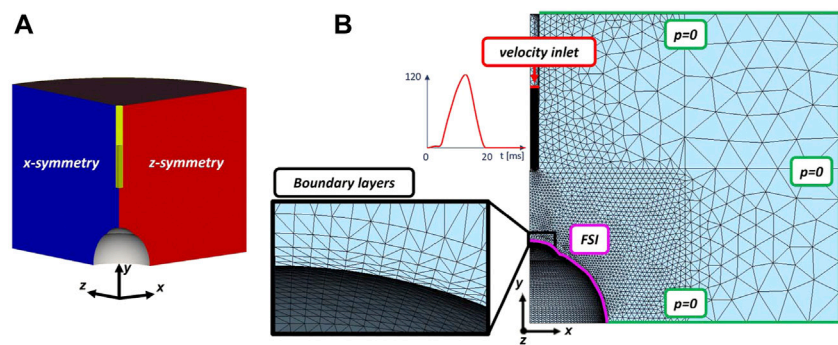 A
x-symmetry
z-symmetry
y
z
x
B
velocity inlet
120
0
20
t [ms]
Boundary layers
p=0
p=0
p=0
FSI
y
z
x